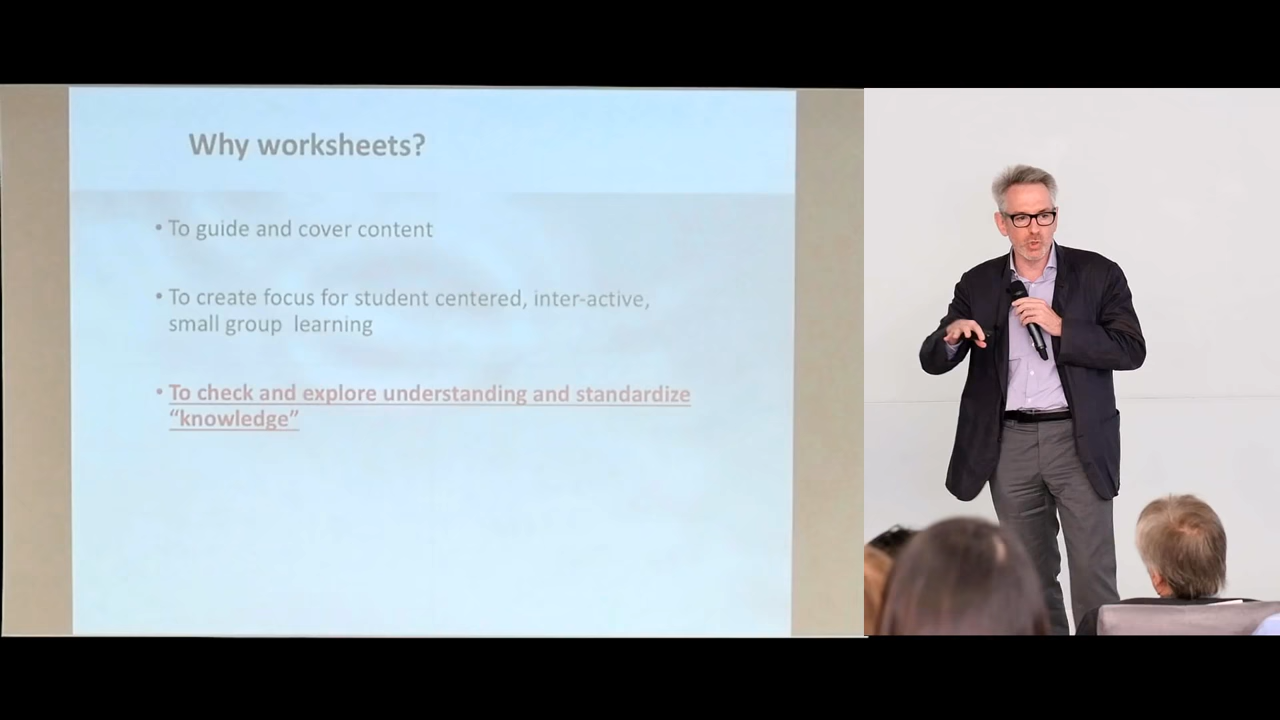 Why worksheets?
• To guide and cover content
• To create focus for student centered, inter-active,
small group learning
• To check and explore understanding and standardize
“knowledge”